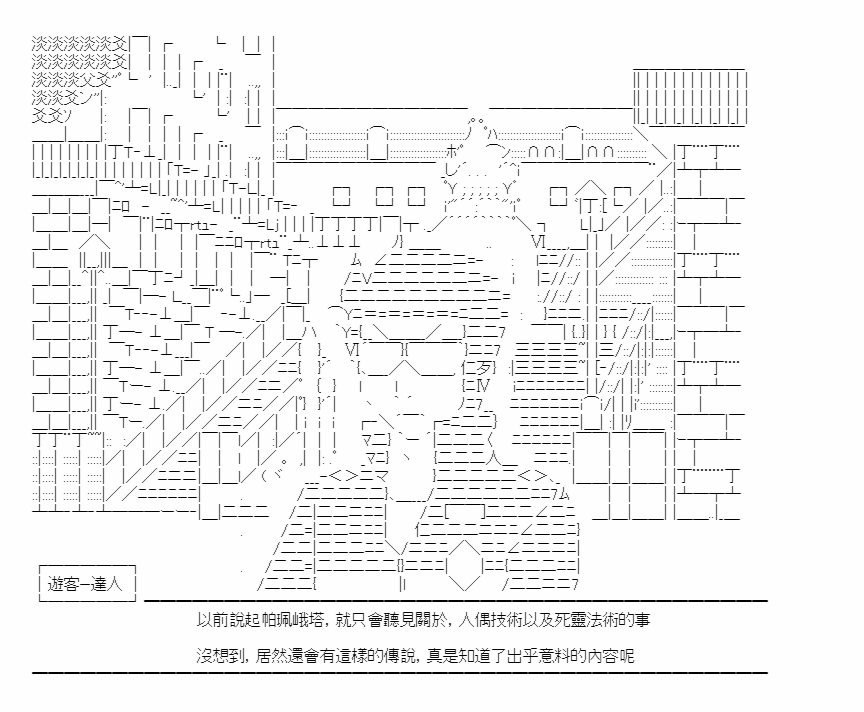 遊客—達人
以前說起帕珮峨塔，就只會聽見關於，人偶技術以及死靈法術的事
沒想到，居然還會有這樣的傳說，真是知道了出乎意料的內容呢